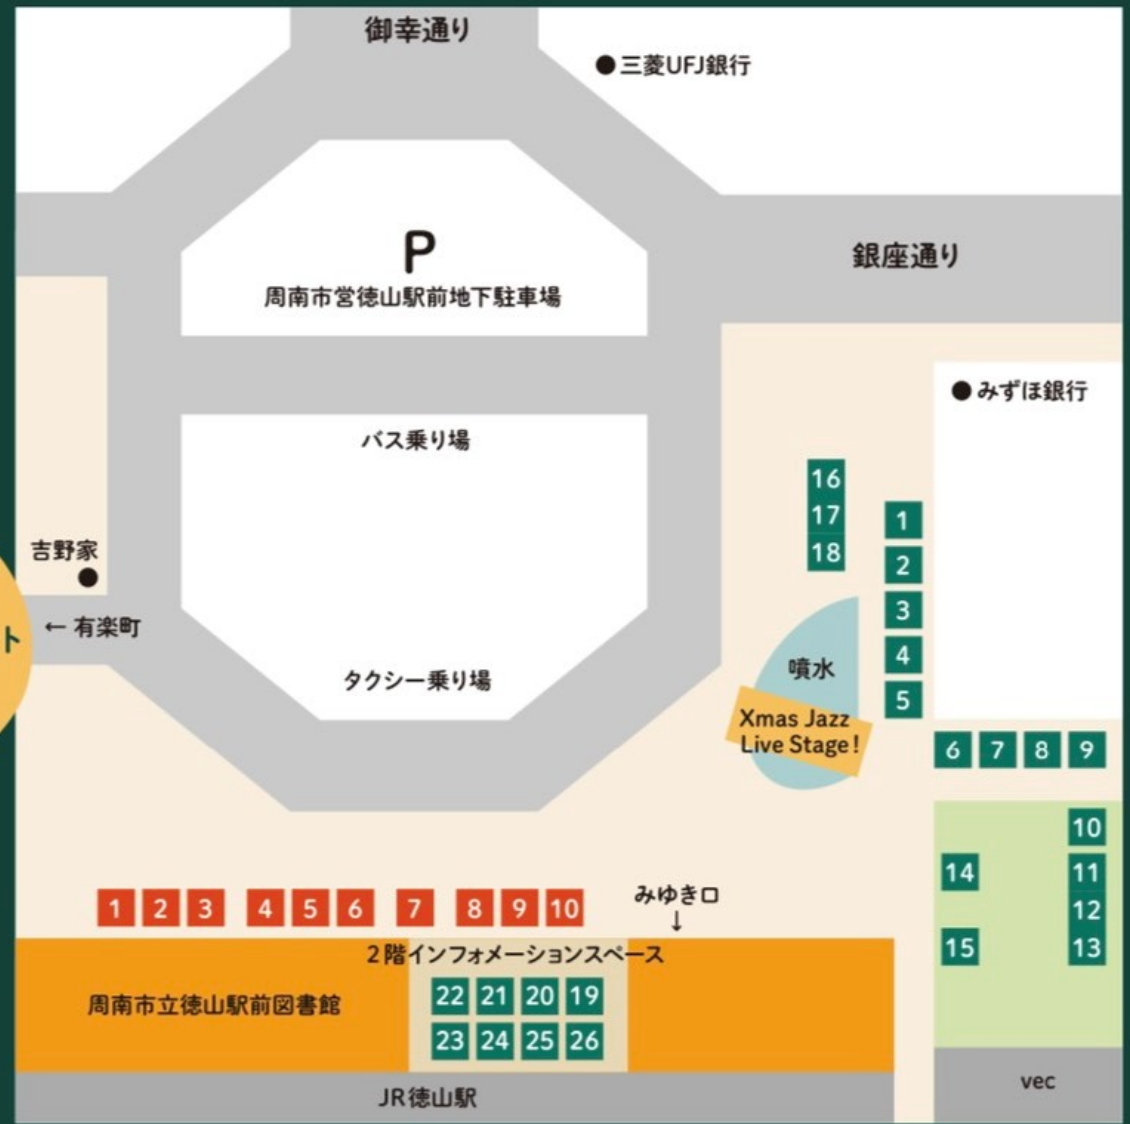 御幸通り
●三菱UFJ銀行
P
周南市営徳山駅前地下駐車場
銀座通り
●みずほ銀行
バス乗り場
16
17
18
1
2
3
4
5
吉野家
●
← 有楽町
ト
タクシー乗り場
噴水
Xmas Jazz
Live Stage!
6 7 8 9
10
14 11
12
15 13
1 2 3 4 5 6 7 8 9 10
みゆき口
↓
2階インフォメーションスペース
周南市立徳山駅前図書館
22 21 20 19
23 24 25 26
JR徳山駅
vec